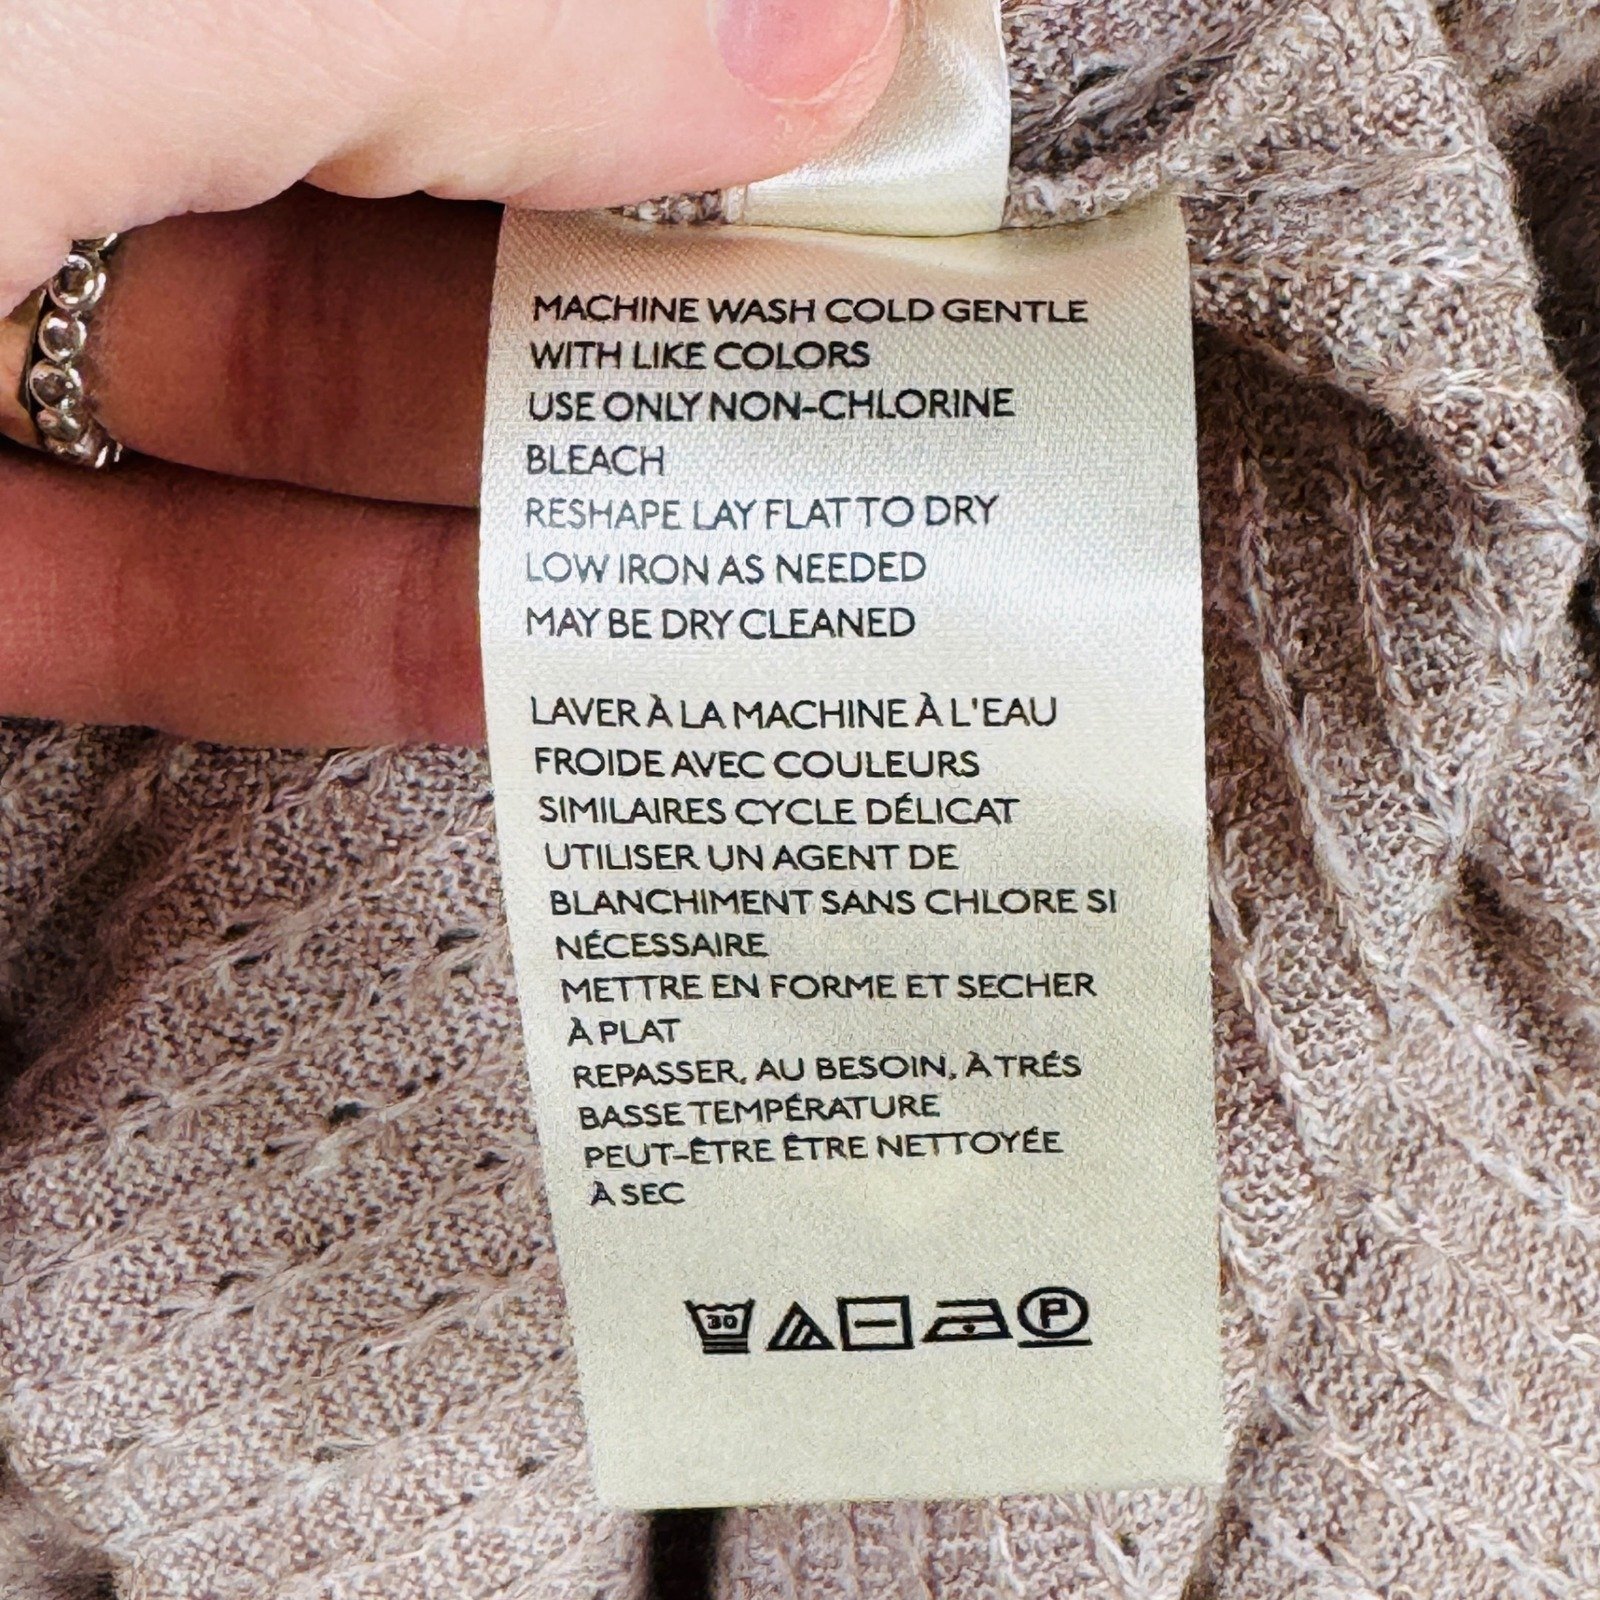 MACHINE WASH COLD GENTLE
WITH LIKE COLORS
USE ONLY NON-CHLORINE
BLEACH
RESHAPE LAY FLAT TO DRY
LOW IRON AS NEEDED
MAY BE DRY CLEANED
LAVER À LA MACHINE À L'EAU
FROIDE AVEC COULEURS
SIMILAIRES CYCLE DÉLICAT
UTILISER UN AGENT DE
BLANCHIMENT SANS CHLORE SI
NÉCESSAIRE
METTRE EN FORME ET SECHER
À PLAT
REPASSER, AU BESOIN, À TRÉS
BASSE TEMPÉRATURE
PEUT-ÊTRE ÊTRE NETTOYÉE
À SEC
30 P